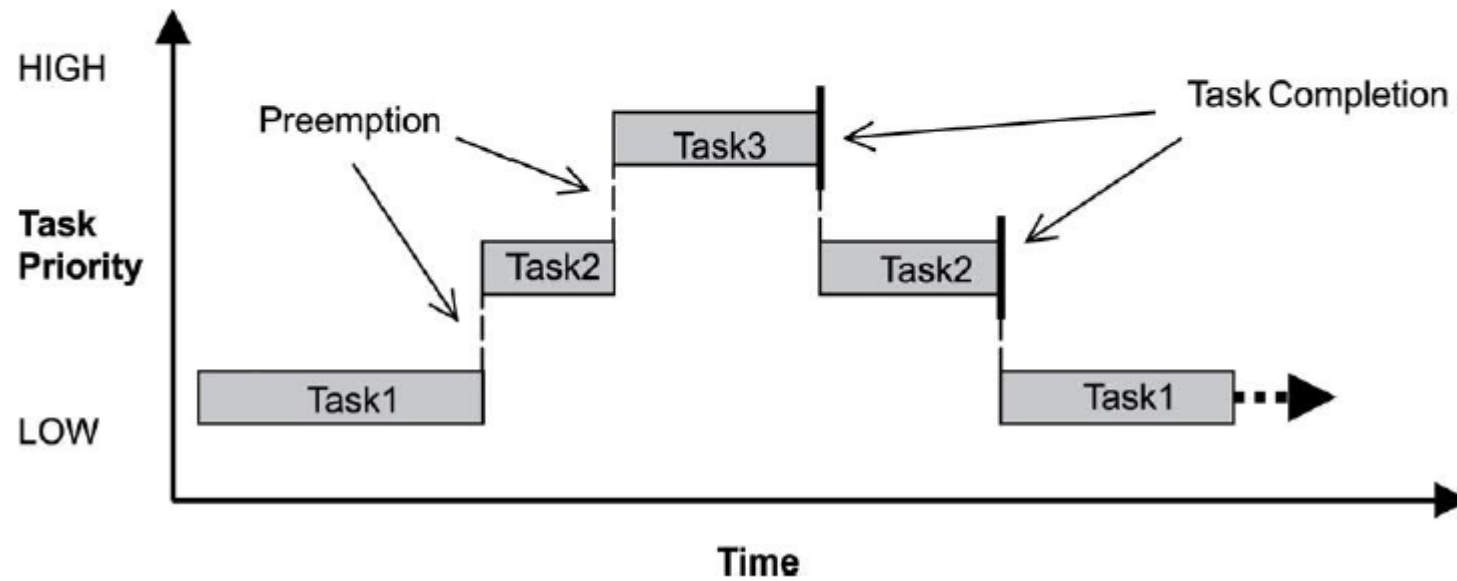 HIGH
Preemption
Task Completion
Task3
Task
Priority
Task2
Task2
Task1
Task1
LOW
Time